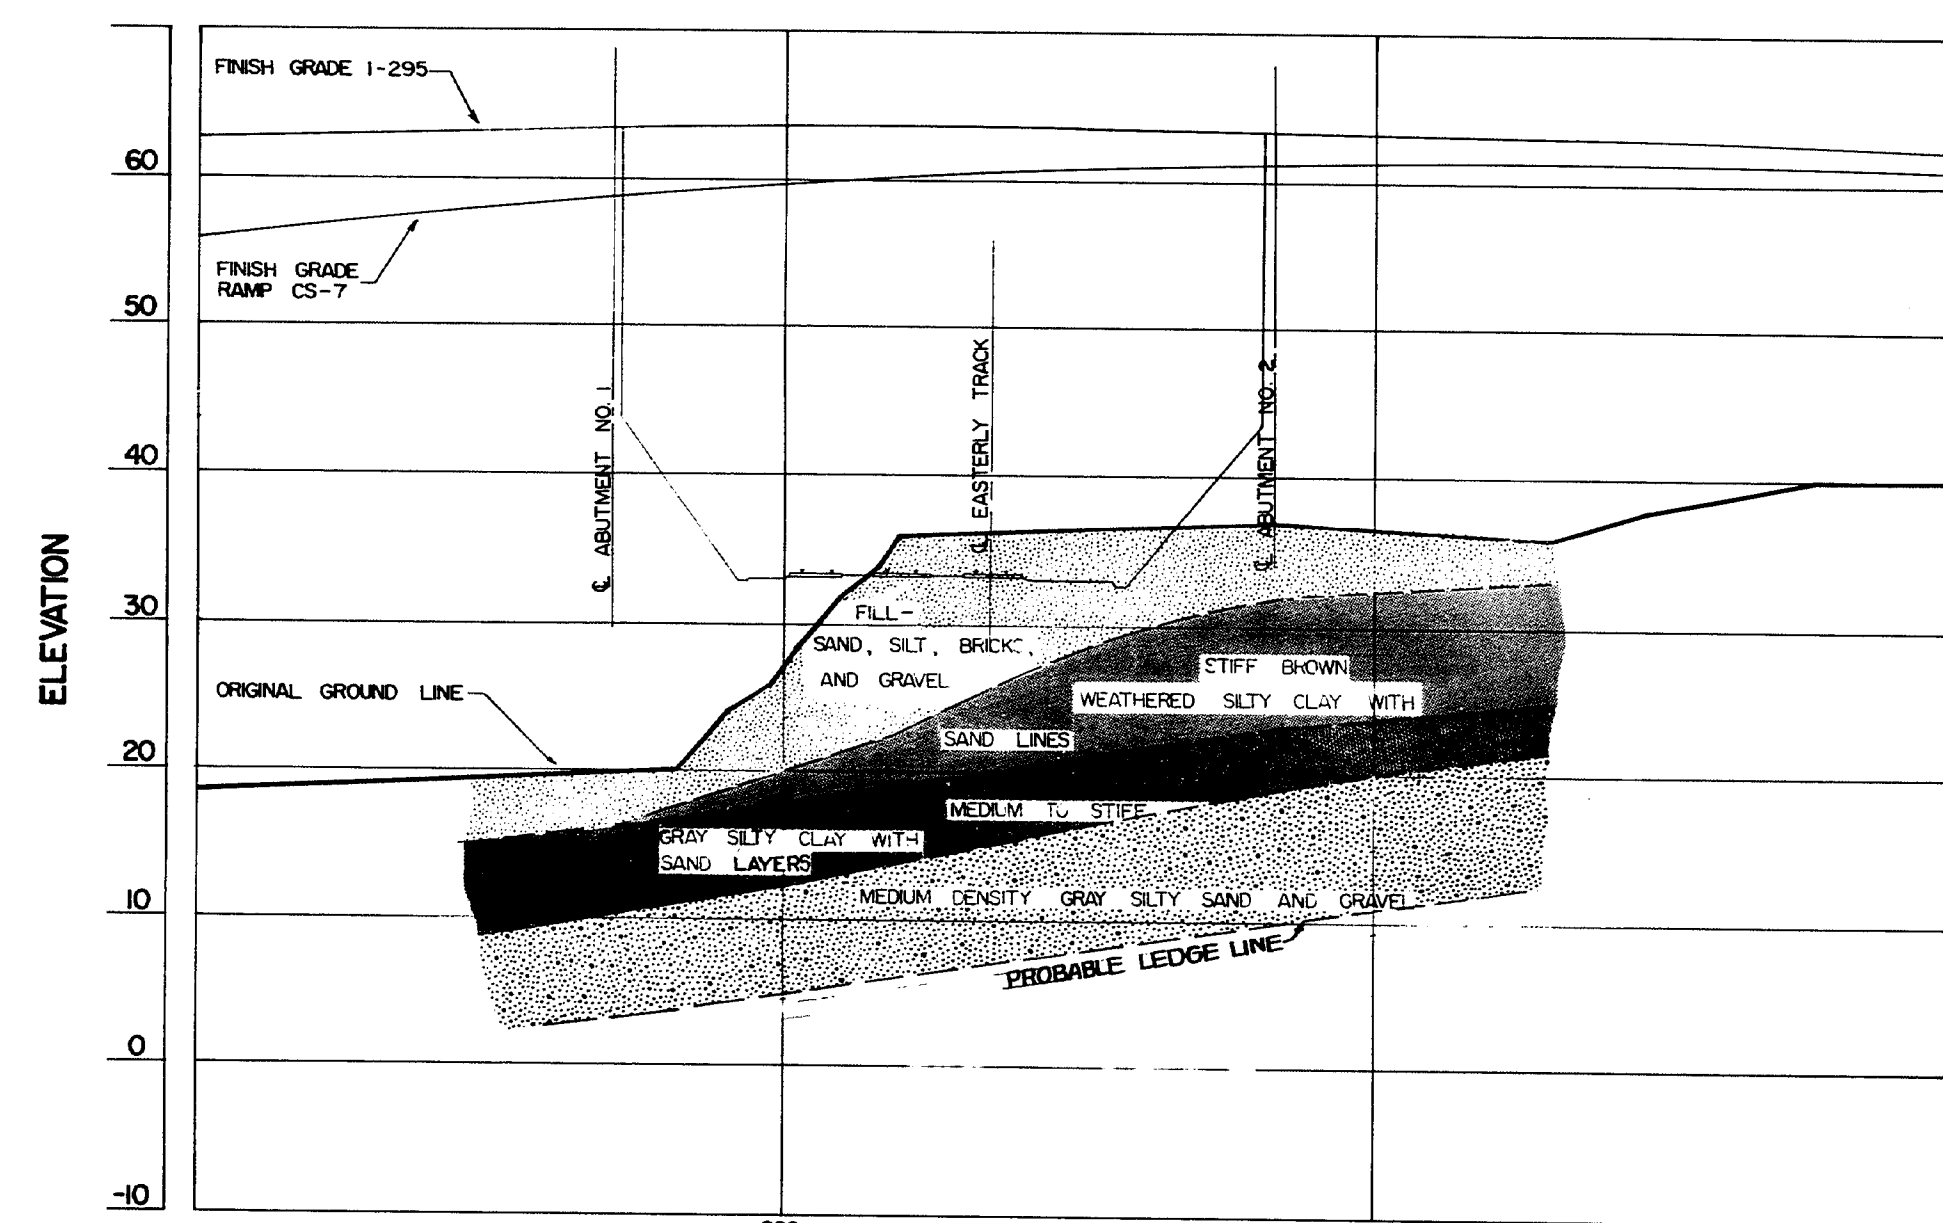 FINISH GRADE I-295
60
FINISH GRADE
RAMP CS-7
50
40
30
20
10
0
-10
ELEVATION
ORIGINAL GROUND LINE
℄ ABUTMENT NO. 1
℄ EASTERLY TRACK
℄ ABUTMENT NO. 2
FILL-
SAND, SILT, BRICKS,
AND GRAVEL
STIFF BROWN
WEATHERED SILTY CLAY WITH
SAND LINES
MEDIUM TO STIFF
GRAY SILTY CLAY WITH
SAND LAYERS
MEDIUM DENSITY GRAY SILTY SAND AND GRAVEL
PROBABLE LEDGE LINE